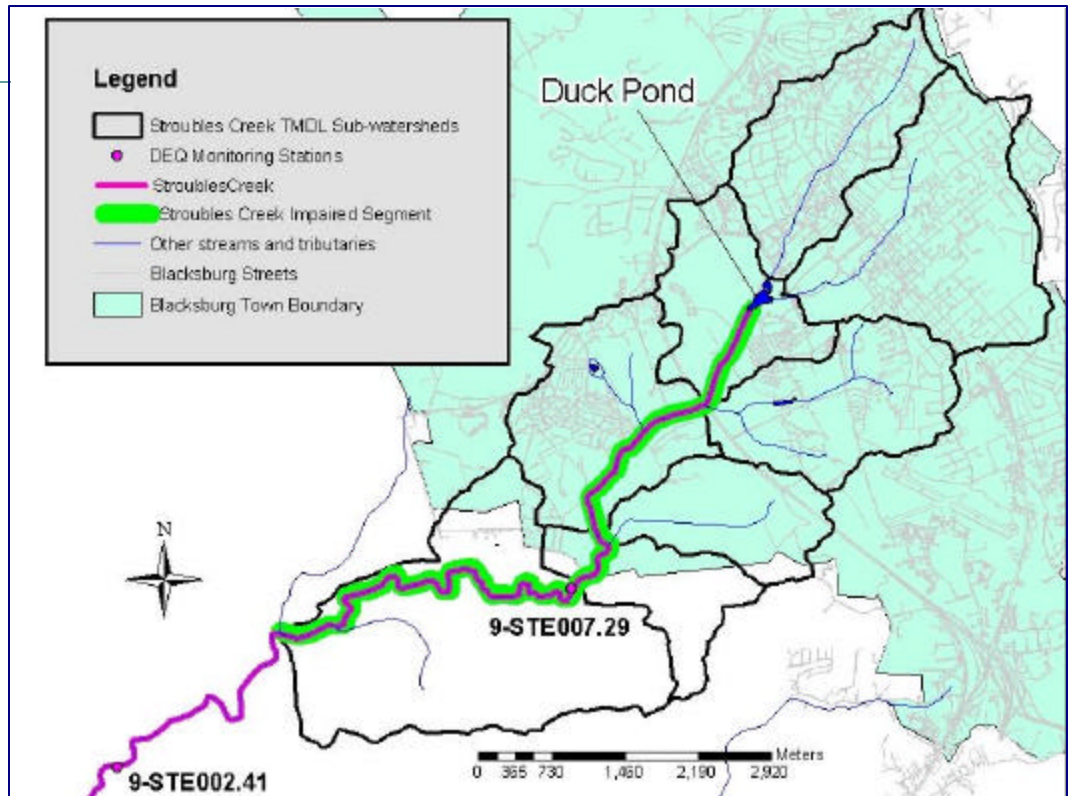 Legend
Stroubles Creek TMDL Sub-watersheds
DEQ Monitoring Stations
StroublesCreek
Stroubles Creek Impaired Segment
Other streams and tributaries
Blacksburg Streets
Blacksburg Town Boundary
Duck Pond
N
9-STE007.29
9-STE002.41
Meters
0 365 730 1,460 2,190 2,920